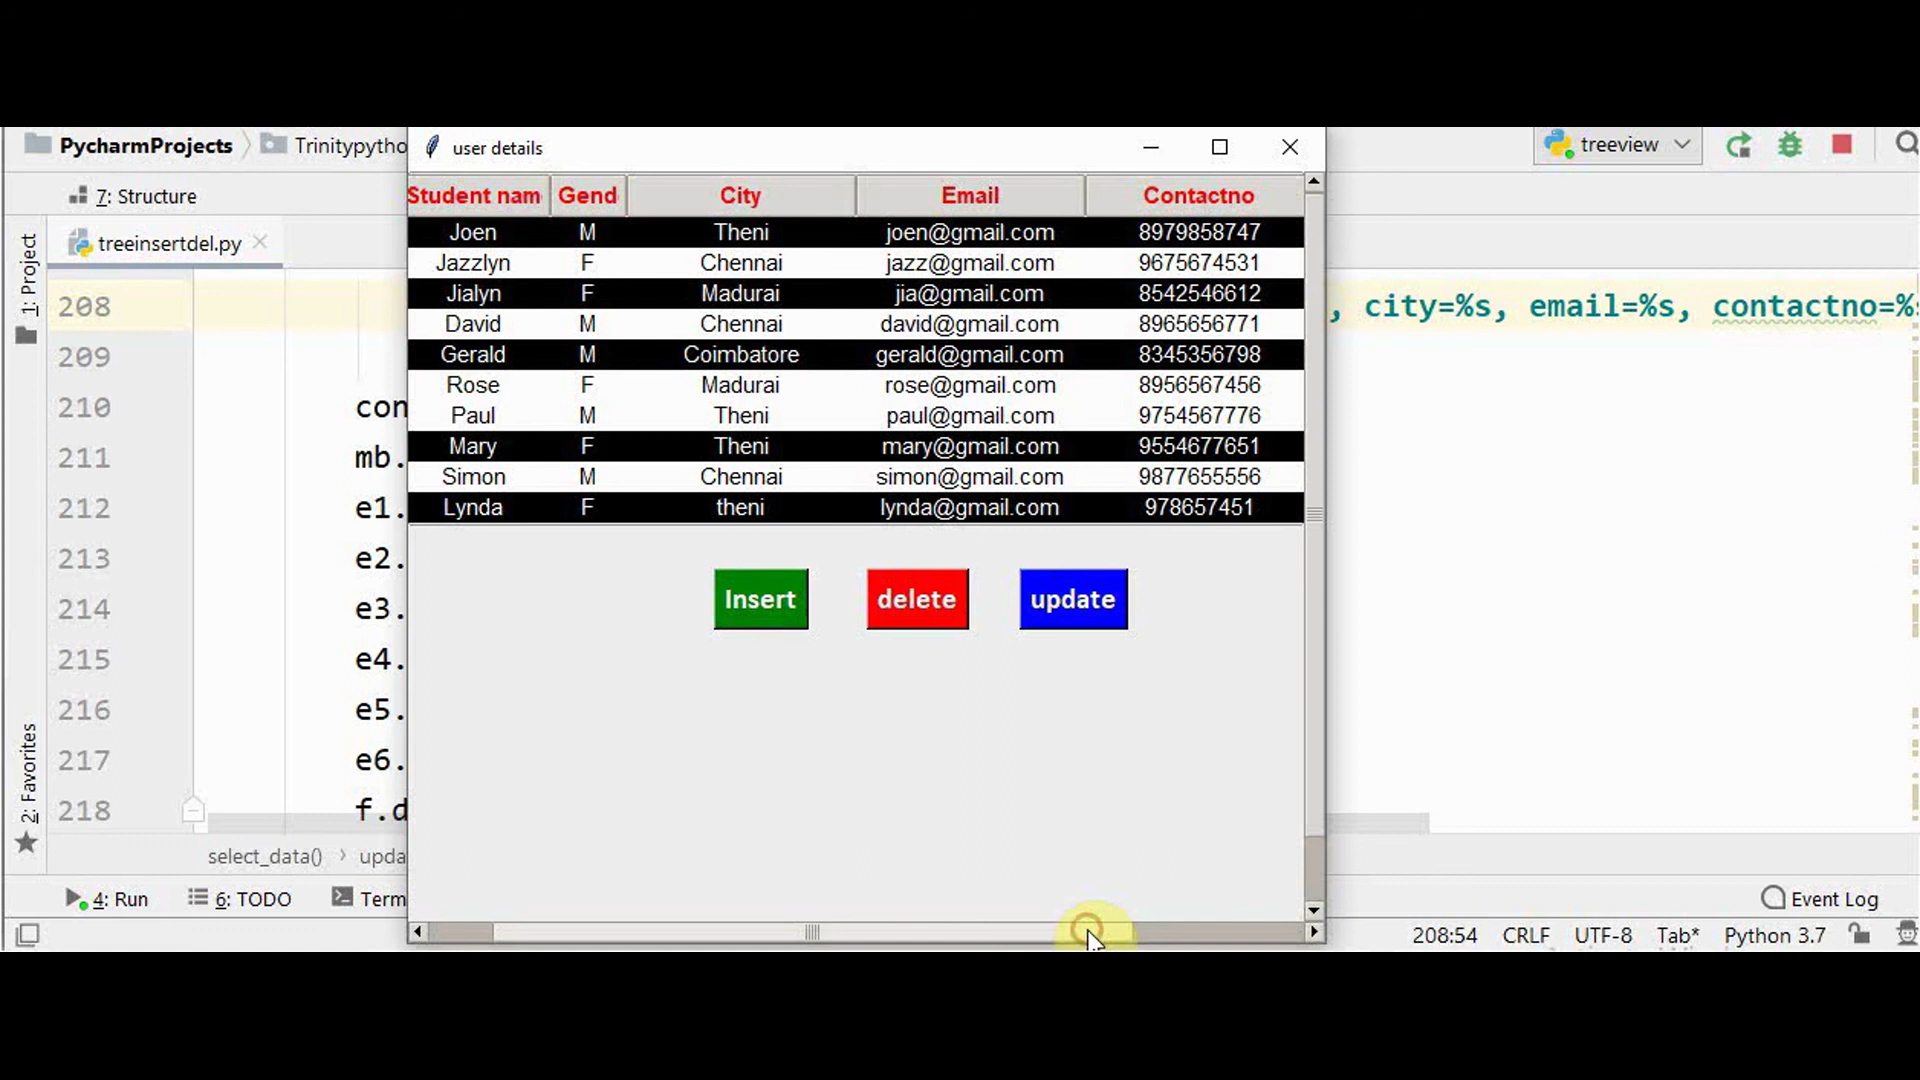 PycharmProjects
Trinitypytho
user details
treeview
7: Structure
treeinsertdel.py
1: Project
2: Favorites
Student nam Gend City Email Contactno
Joen M Theni joen@gmail.com 8979858747
Jazzlyn F Chennai jazz@gmail.com 9675674531
Jialyn F Madurai jia@gmail.com 8542546612
David M Chennai david@gmail.com 8965656771
Gerald M Coimbatore gerald@gmail.com 8345356798
Rose F Madurai rose@gmail.com 8956567456
Paul M Theni paul@gmail.com 9754567776
Mary F Theni mary@gmail.com 9554677651
Simon M Chennai simon@gmail.com 9877655556
Lynda F theni lynda@gmail.com 978657451
Insert delete update
208 , city=%s, email=%s, contactno=%
209
210 con
211 mb.
212 e1.
213 e2.
214 e3.
215 e4.
216 e5.
217 e6.
218 f.d
select_data() upda
4: Run 6: TODO Term
Event Log
208:54 CRLF UTF-8 Tab* Python 3.7